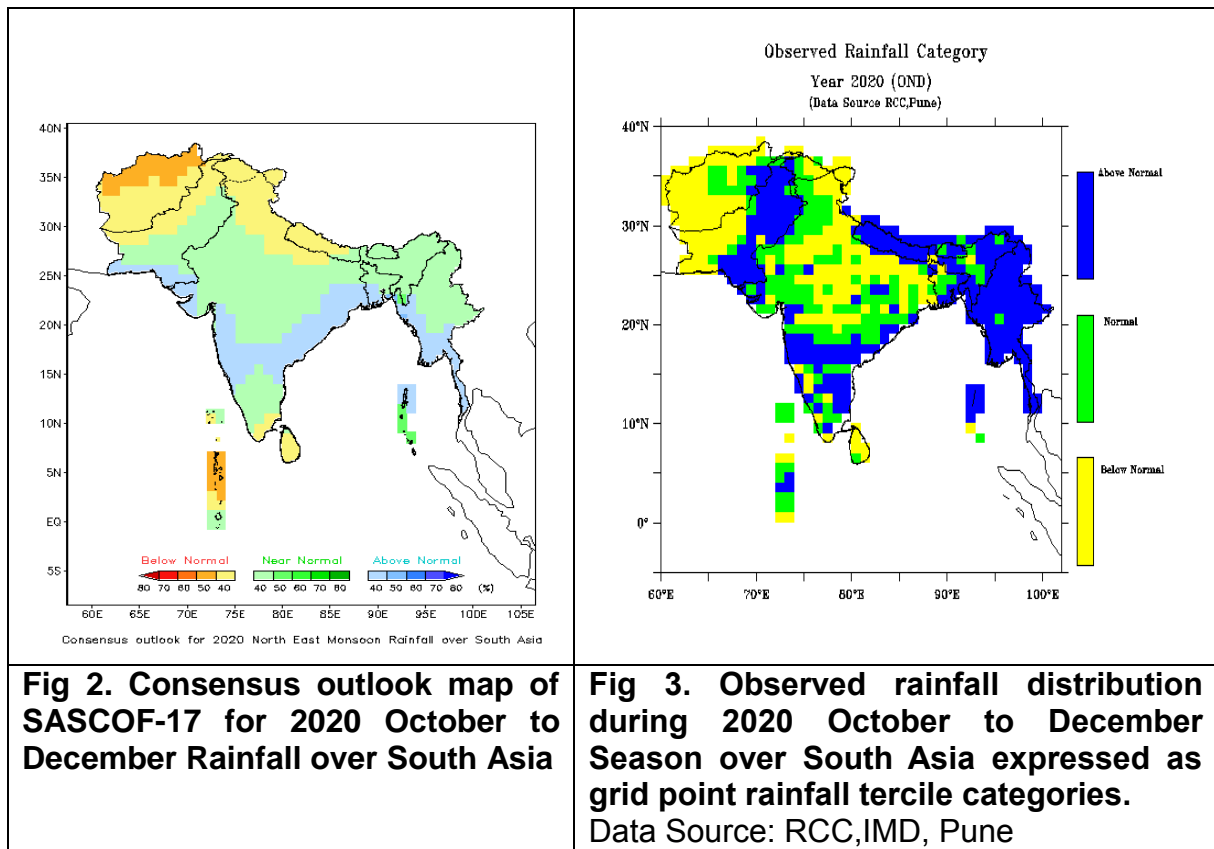 40N
35N
30N
25N
20N
15N
10N
5N
EQ
5S
Below Normal
Near Normal
Above Normal
80 70 60 50 40
40 50 60 70 80
40 50 60 70 80
(%)
60E 65E 70E 75E 80E 85E 90E 95E 100E 105E
Consensus outlook for 2020 North East Monsoon Rainfall over South Asia
Observed Rainfall Category
Year 2020 (OND)
(Data Source RCC,Pune)
40°N
30°N
20°N
10°N
0°
60°E 70°E 80°E 90°E 100°E
Above Normal
Normal
Below Normal
Fig 2. Consensus outlook map of
SASCOF-17 for 2020 October to
December Rainfall over South Asia
Fig 3. Observed rainfall distribution
during 2020 October to December
Season over South Asia expressed as
grid point rainfall tercile categories.
Data Source: RCC,IMD, Pune